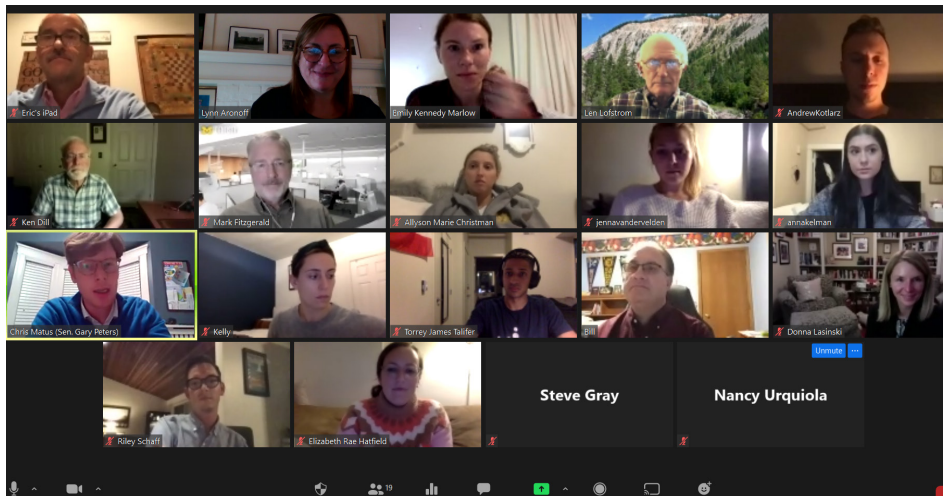 Eric's iPad
Lynn Aronoff
Emily Kennedy Marlow
Len Lofstrom
AndrewKotlarz
Ken Dill
Mark Fitzgerald
Allyson Marie Christman
jennavandervelden
annakelman
Chris Matus (Sen. Gary Peters)
Kelly
Torrey James Talifer
Bill
Donna Lasinski
Unmute ...
Steve Gray
Nancy Urquiola
Riley Schaff
Elizabeth Rae Hatfield
19